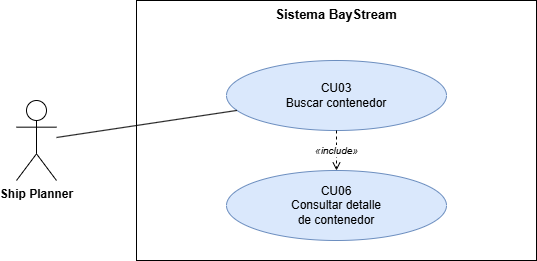 Sistema BayStream
CU03
Buscar contenedor
«include»
CU06
Consultar detalle
de contenedor
Ship Planner